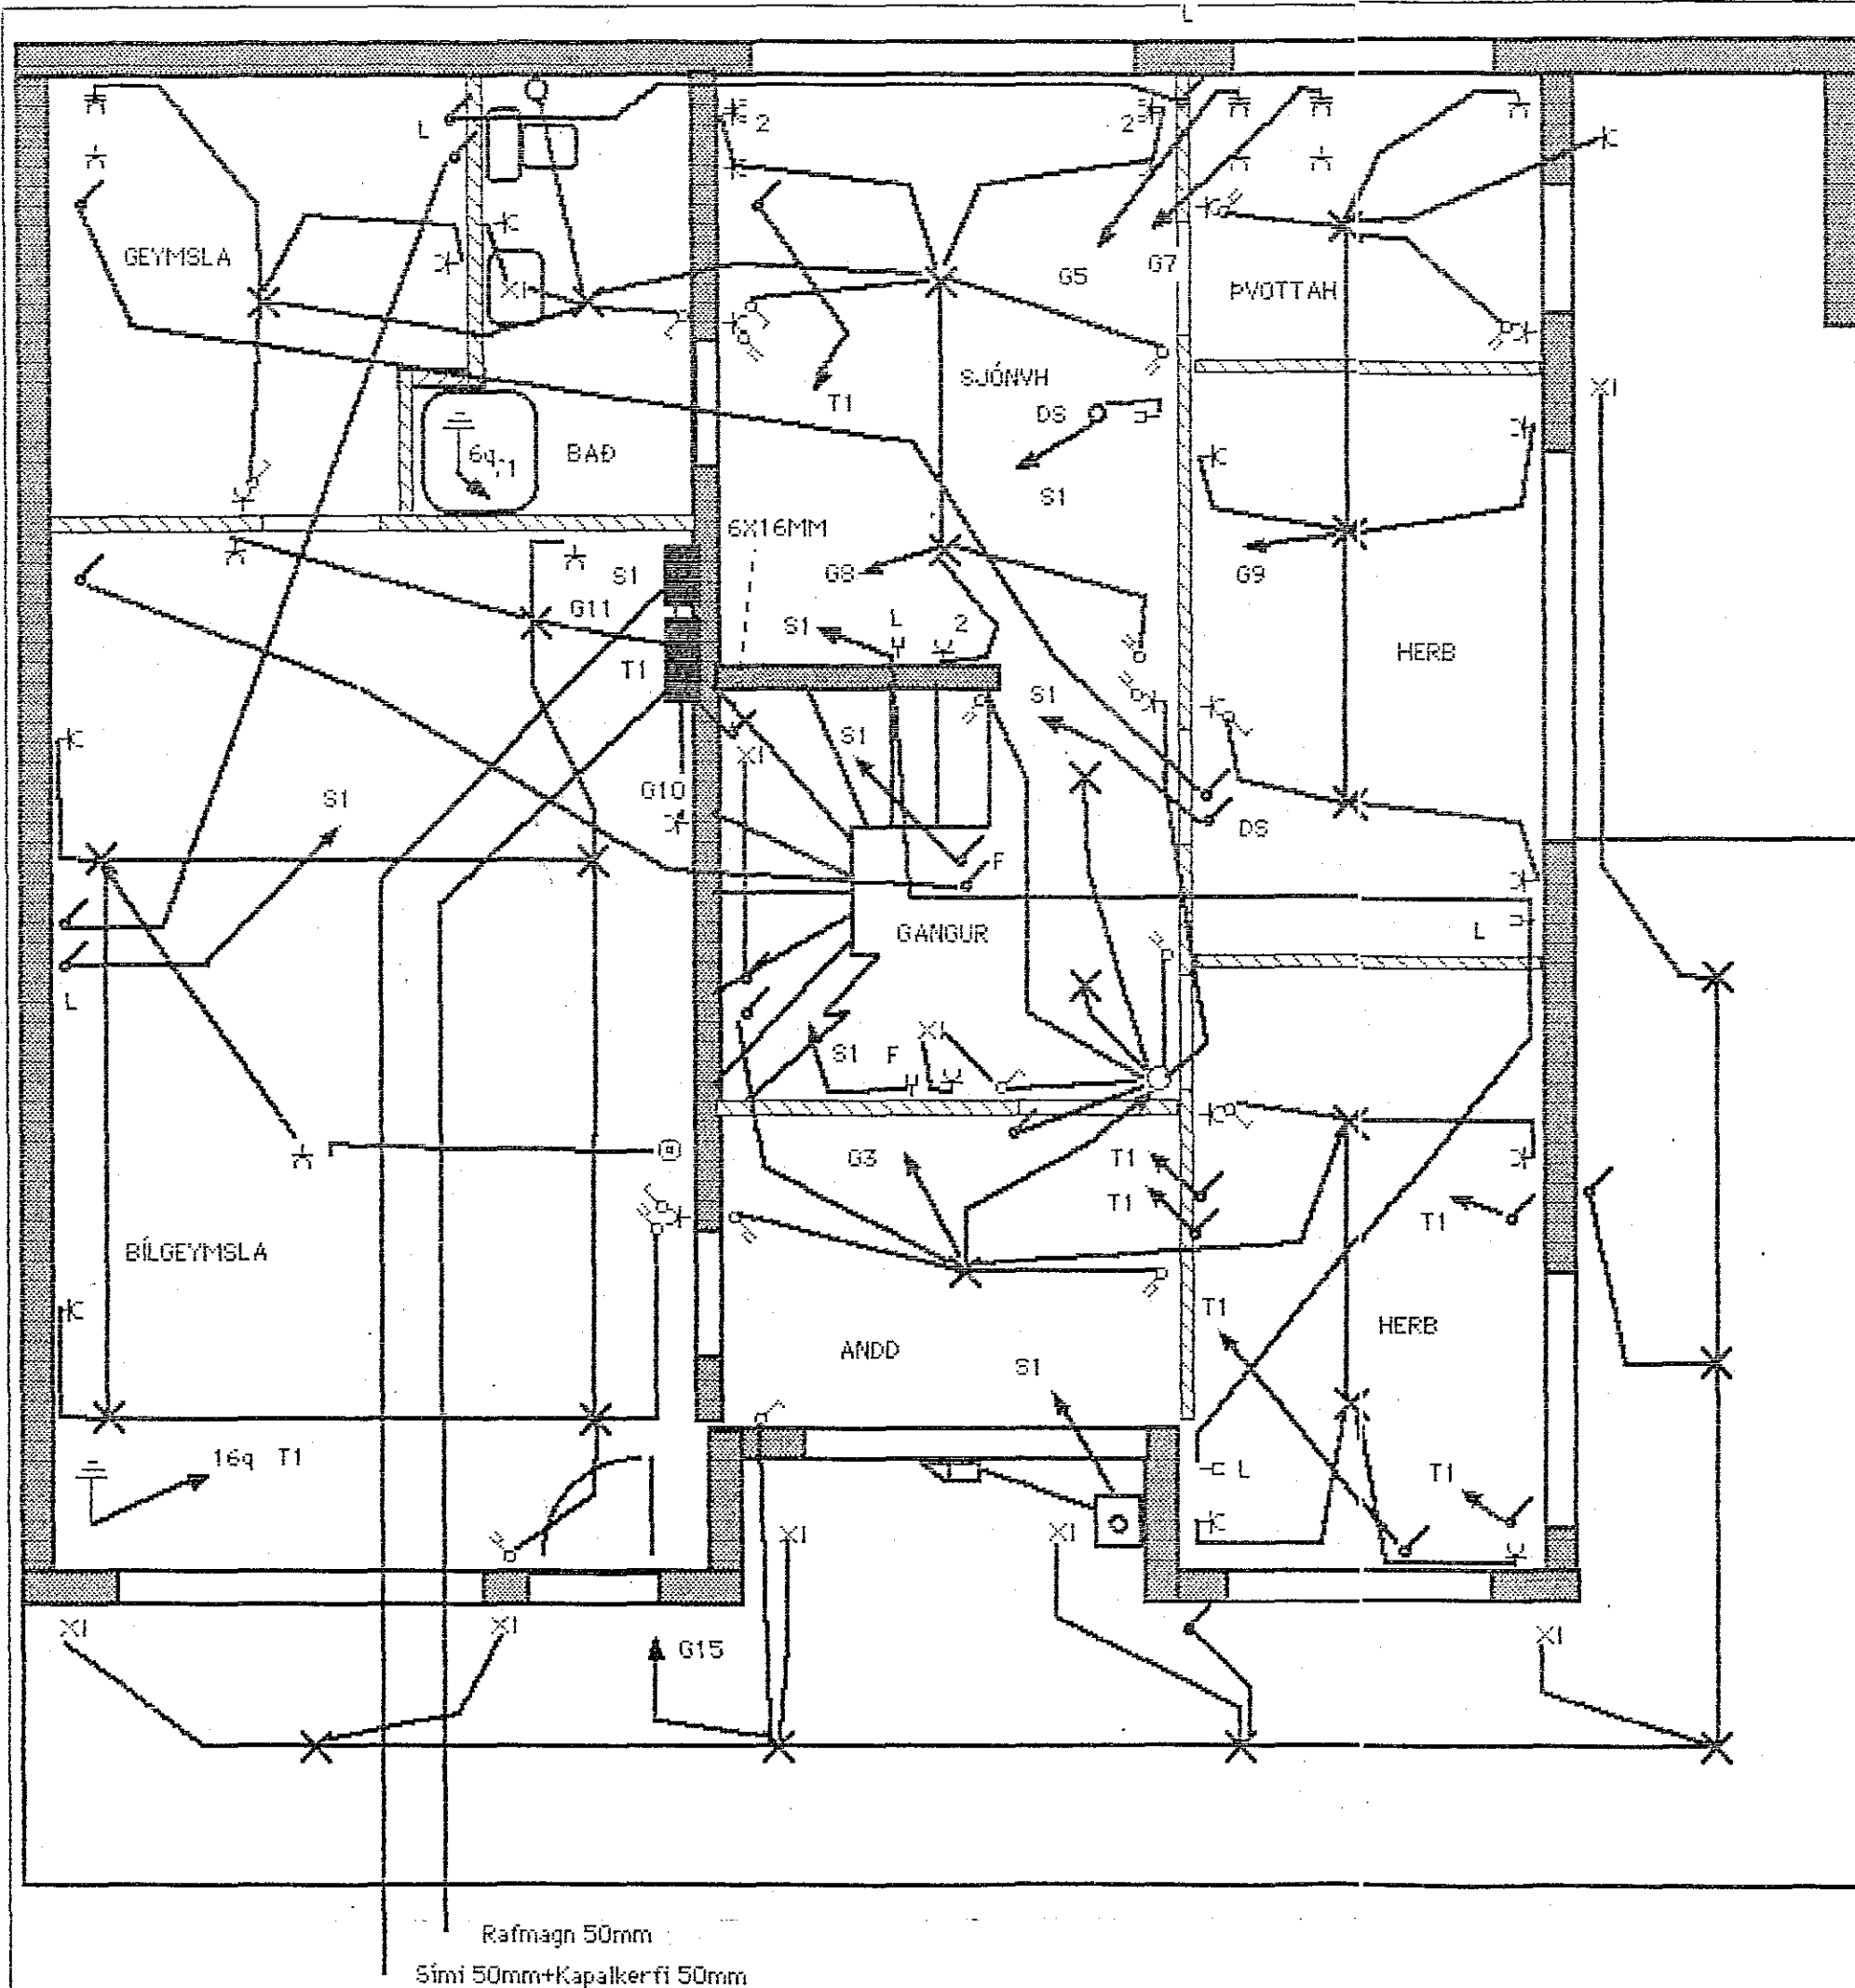 L
2
2
L
GEYMSLA
G5
G7
ÞVOTTAH
XI
SJÓNVH
XI
T1
DS
6q
T1
BAÐ
S1
6X16MM
S1
G8
G9
G11
S1
L
2
HERB
T1
S1
S1
XI
S1
G10
DS
F
GANGUR
L
L
XI
S1
F
G3
T1
T1
T1
BÍLGEYMSLA
T1
HERB
ANDD
S1
16q T1
L
T1
XI
XI
XI
XI
XI
G15
Rafmagn 50mm
Sími 50mm+Kapalkerfi 50mm